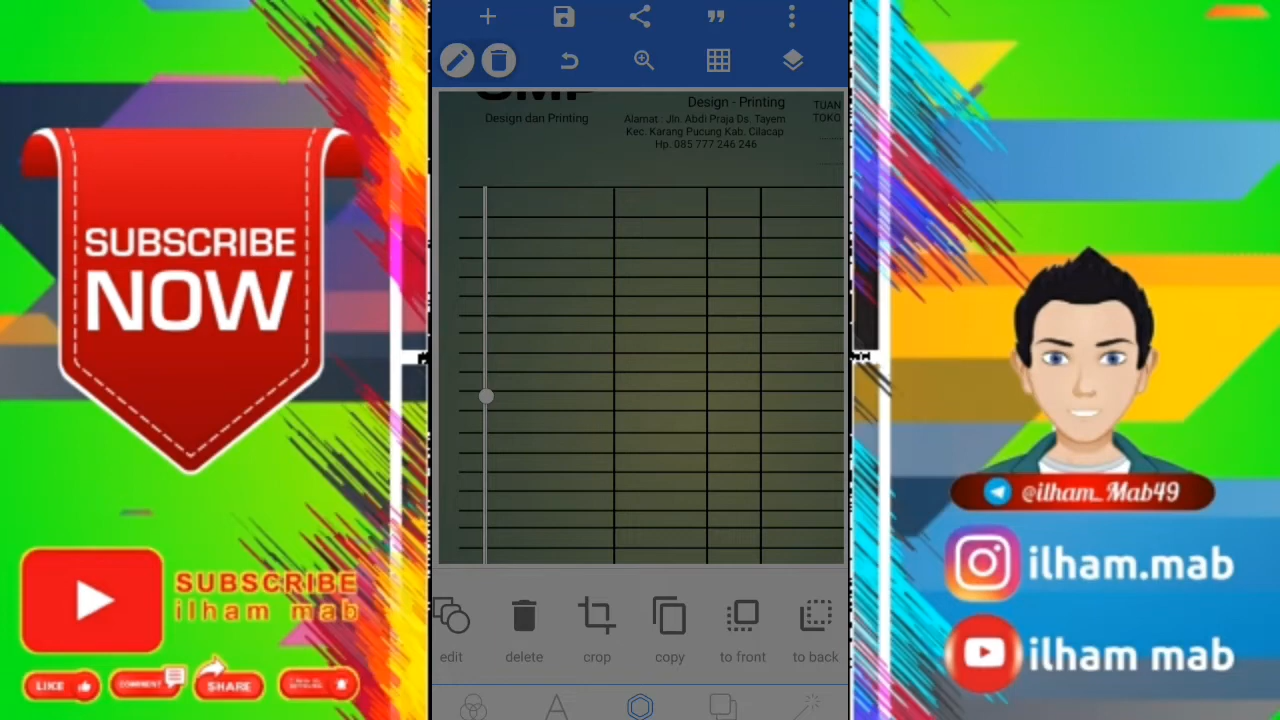 SUBSCRIBE
NOW
SUBSCRIBE
ilham mab
LIKE
COMMENT
SHARE
Design dan Printing
Design - Printing
Alamat : Jln. Abdi Praja Ds. Tayem
Kec. Karang Pucung Kab. Cilacap
Hp. 085 777 246 246
TUAN
TOKO
edit
delete
crop
copy
to front
to back
@ilham_Mab49
ilham.mab
ilham mab